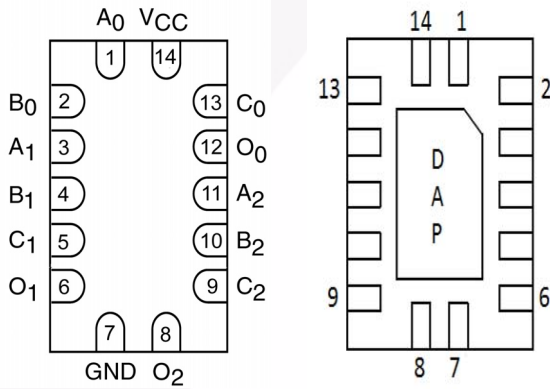 A0 VCC
1 14
B0 2 13 C0
A1 3 12 O0
B1 4 11 A2
C1 5 10 B2
O1 6 9 C2
7 8
GND O2
14 1
13 2
D
A
P
9 6
8 7